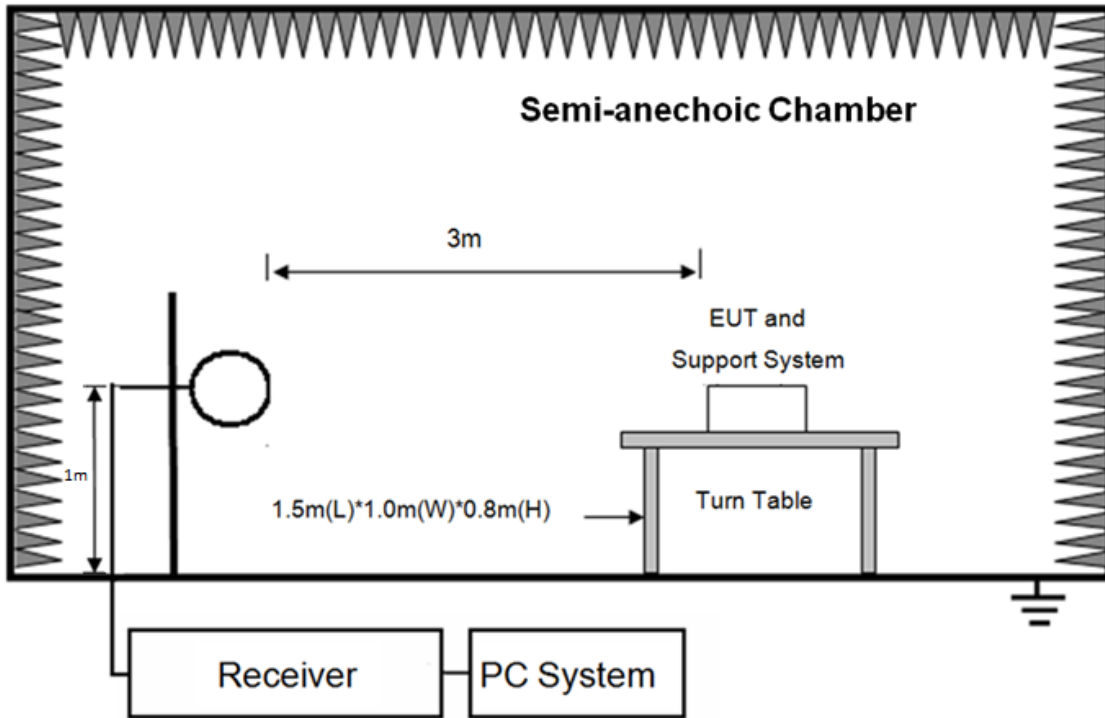 Semi-anechoic Chamber
3m
EUT and
Support System
1m
1.5m(L)*1.0m(W)*0.8m(H)
Turn Table
Receiver
PC System